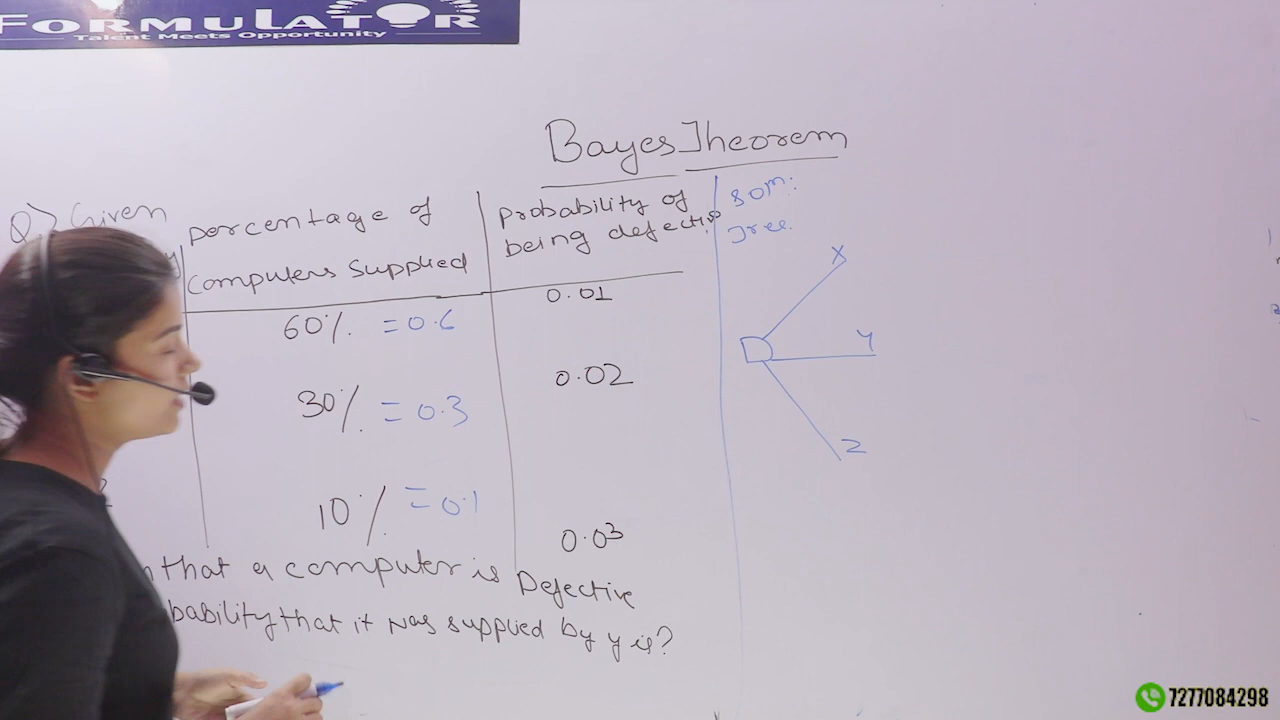 FORMULATOR
Talent Meets Opportunity
Bayes Theorem
Q.> Given
percentage of
Computers Supplied
probability of
being defective
Soln:
Tree.
60% = 0.6
0.01
30% = 0.3
0.02
10% = 0.1
0.03
X
D
Y
Z
that a computer is Defective
that it was supplied by y is?
7277084298